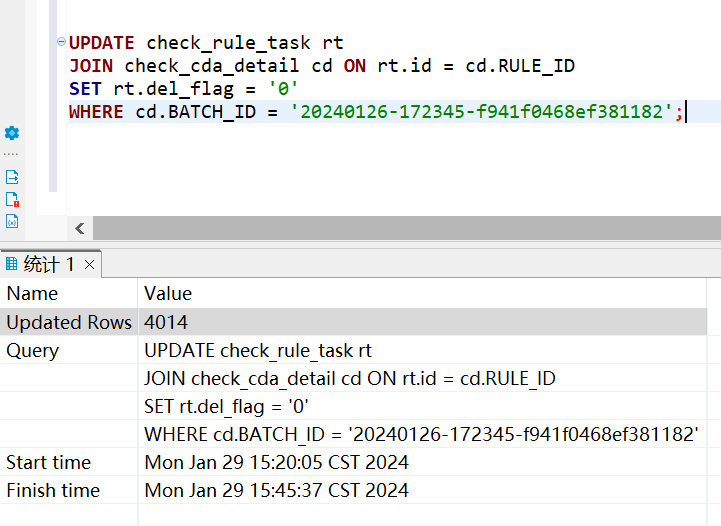 UPDATE check_rule_task rt
JOIN check_cda_detail cd ON rt.id = cd.RULE_ID
SET rt.del_flag = '0'
WHERE cd.BATCH_ID = '20240126-172345-f941f0468ef381182';
统计 1
Name Value
Updated Rows 4014
Query UPDATE check_rule_task rt
JOIN check_cda_detail cd ON rt.id = cd.RULE_ID
SET rt.del_flag = '0'
WHERE cd.BATCH_ID = '20240126-172345-f941f0468ef381182'
Start time Mon Jan 29 15:20:05 CST 2024
Finish time Mon Jan 29 15:45:37 CST 2024